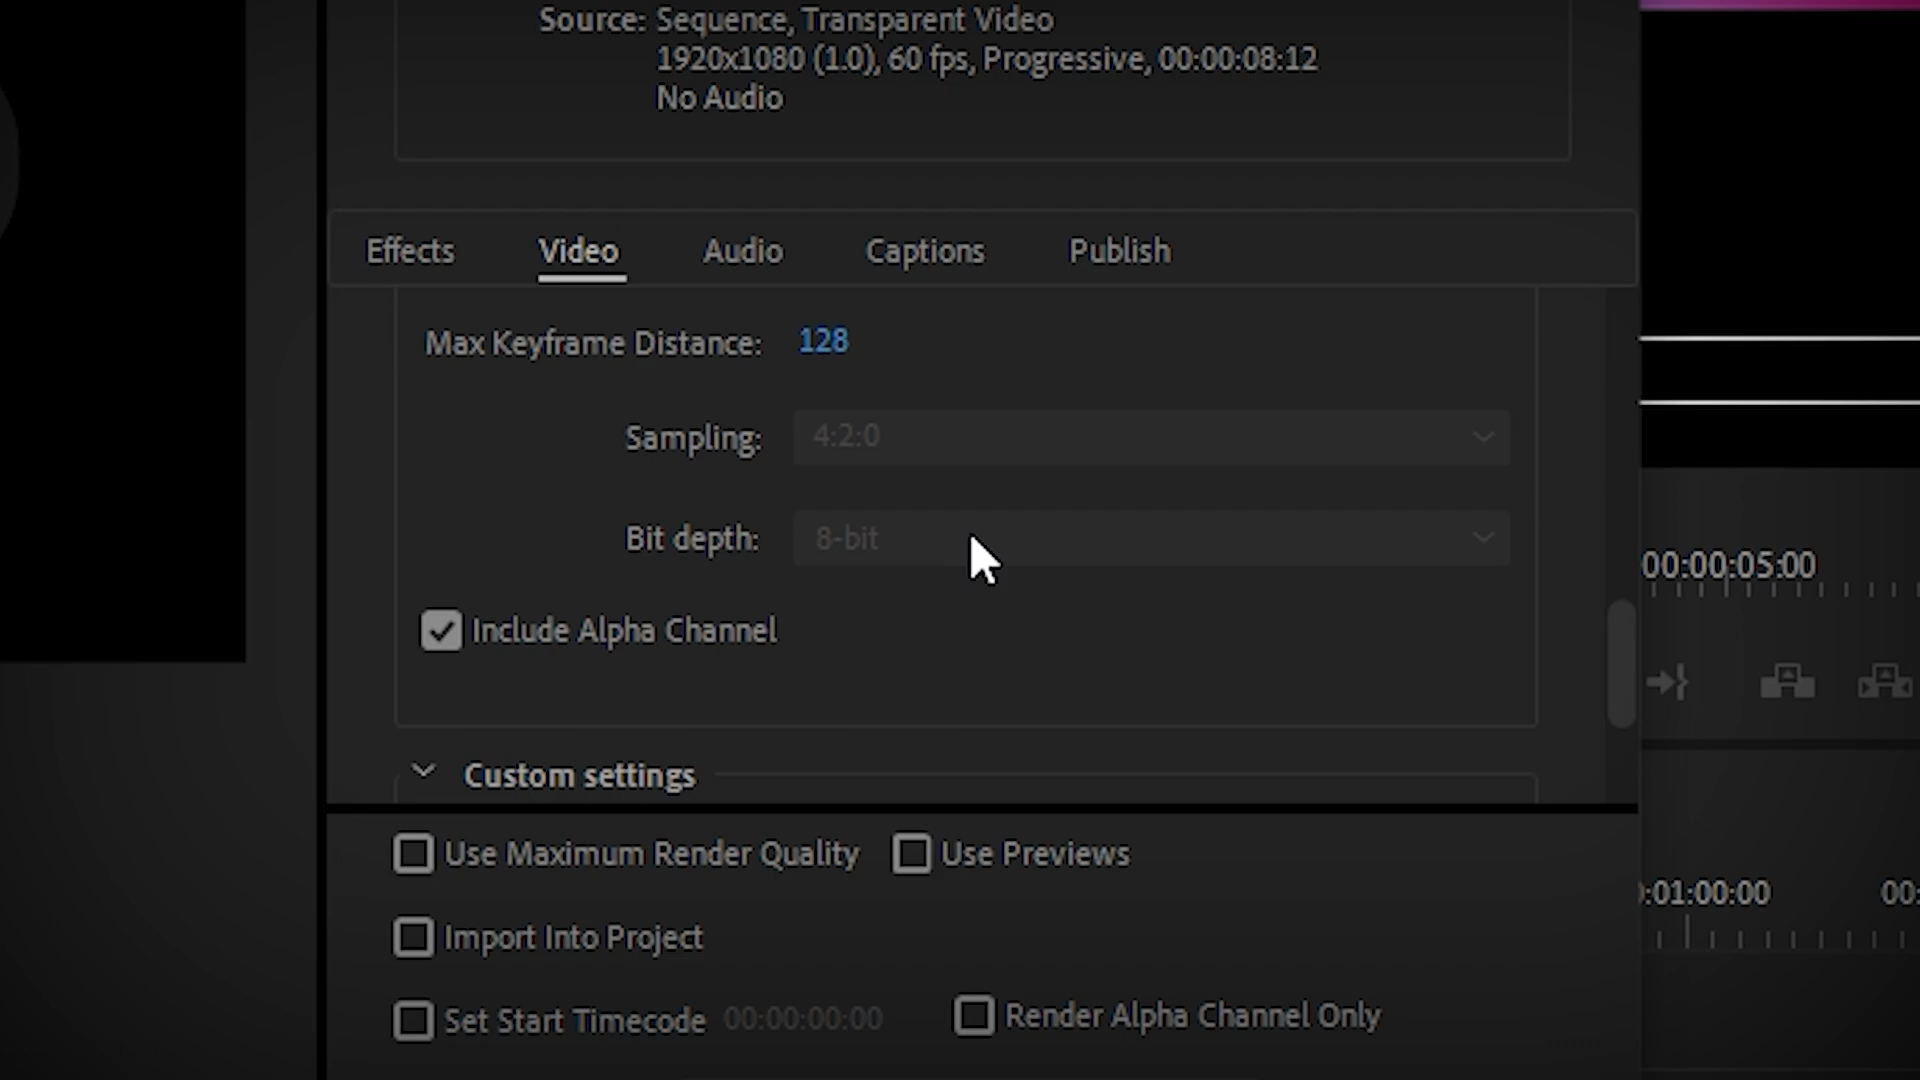 Source: Sequence, Transparent Video
1920x1080 (1.0), 60 fps, Progressive, 00:00:08:12
No Audio
Effects Video Audio Captions Publish
Max Keyframe Distance: 128
Sampling: 4:2:0
Bit depth: 8-bit
00:00:05:00
Include Alpha Channel
Custom settings
Use Maximum Render Quality Use Previews
:01:00:00 00:
Import Into Project
Set Start Timecode 00:00:00:00 Render Alpha Channel Only